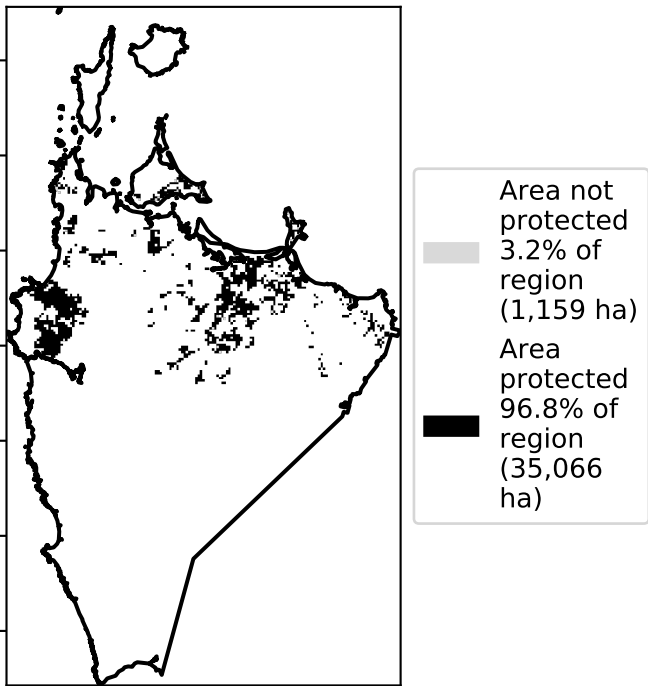 Area not
protected
3.2% of
region
(1,159 ha)
Area
protected
96.8% of
region
(35,066
ha)